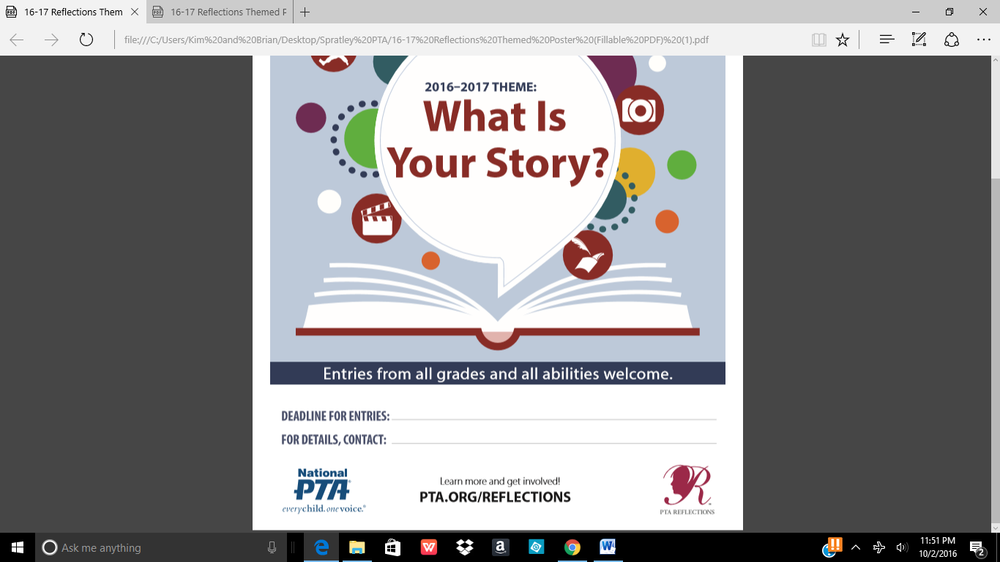 16-17 Reflections Them
16-17 Reflections Themed F
file:///C:/Users/Kim%20and%20Brian/Desktop/Spratley%20PTA/16-17%20Reflections%20Themed%20Poster%20(Fillable%20PDF)%20(1).pdf
2016–2017 THEME:
What Is
Your Story?
Entries from all grades and all abilities welcome.
DEADLINE FOR ENTRIES:
FOR DETAILS, CONTACT:
National
PTA®
everychild.onevoice.®
Learn more and get involved!
PTA.ORG/REFLECTIONS
R
PTA REFLECTIONS
Ask me anything
11:51 PM
10/2/2016
2